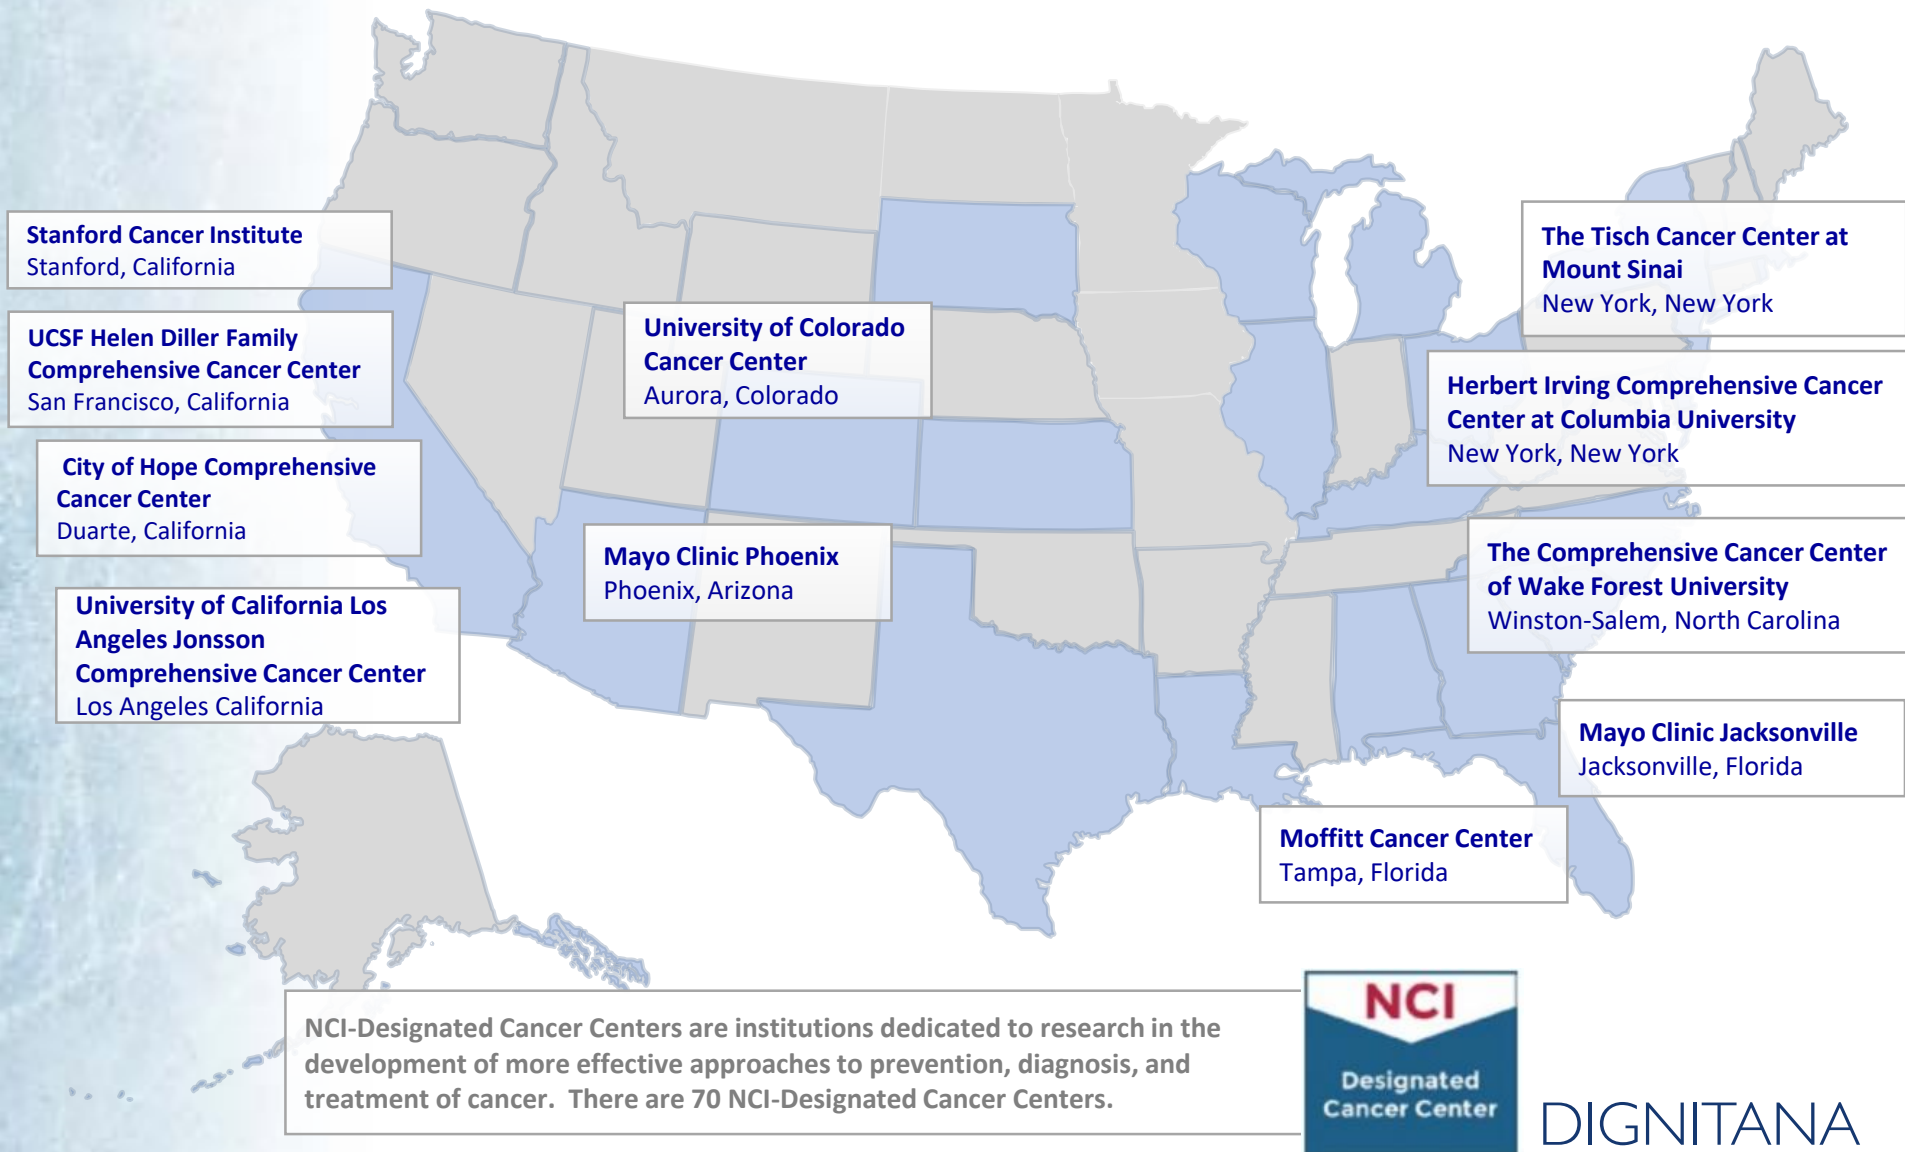 Stanford Cancer Institute
Stanford, California
UCSF Helen Diller Family
Comprehensive Cancer Center
San Francisco, California
City of Hope Comprehensive
Cancer Center
Duarte, California
University of California Los
Angeles Jonsson
Comprehensive Cancer Center
Los Angeles California
University of Colorado
Cancer Center
Aurora, Colorado
Mayo Clinic Phoenix
Phoenix, Arizona
The Tisch Cancer Center at
Mount Sinai
New York, New York
Herbert Irving Comprehensive Cancer
Center at Columbia University
New York, New York
The Comprehensive Cancer Center
of Wake Forest University
Winston-Salem, North Carolina
Mayo Clinic Jacksonville
Jacksonville, Florida
Moffitt Cancer Center
Tampa, Florida
NCI-Designated Cancer Centers are institutions dedicated to research in the
development of more effective approaches to prevention, diagnosis, and
treatment of cancer.  There are 70 NCI-Designated Cancer Centers.
NCI
Designated
Cancer Center
DIGNITANA